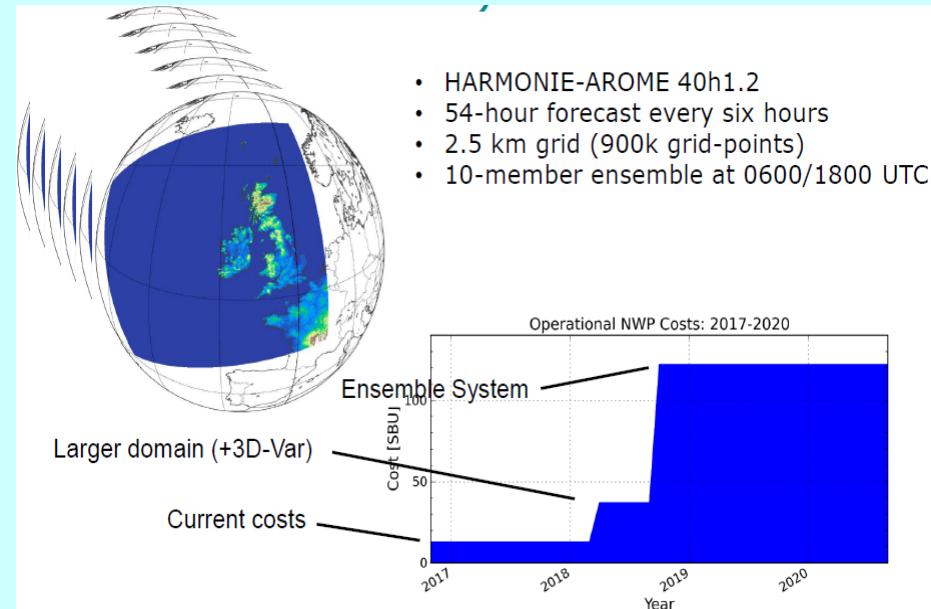 • HARMONIE-AROME 40h1.2
• 54-hour forecast every six hours
• 2.5 km grid (900k grid-points)
• 10-member ensemble at 0600/1800 UTC
Operational NWP Costs: 2017-2020
Ensemble System
Larger domain (+3D-Var)
Current costs
Cost [SBU]
100
50
0
2017
2018
2019
2020
Year